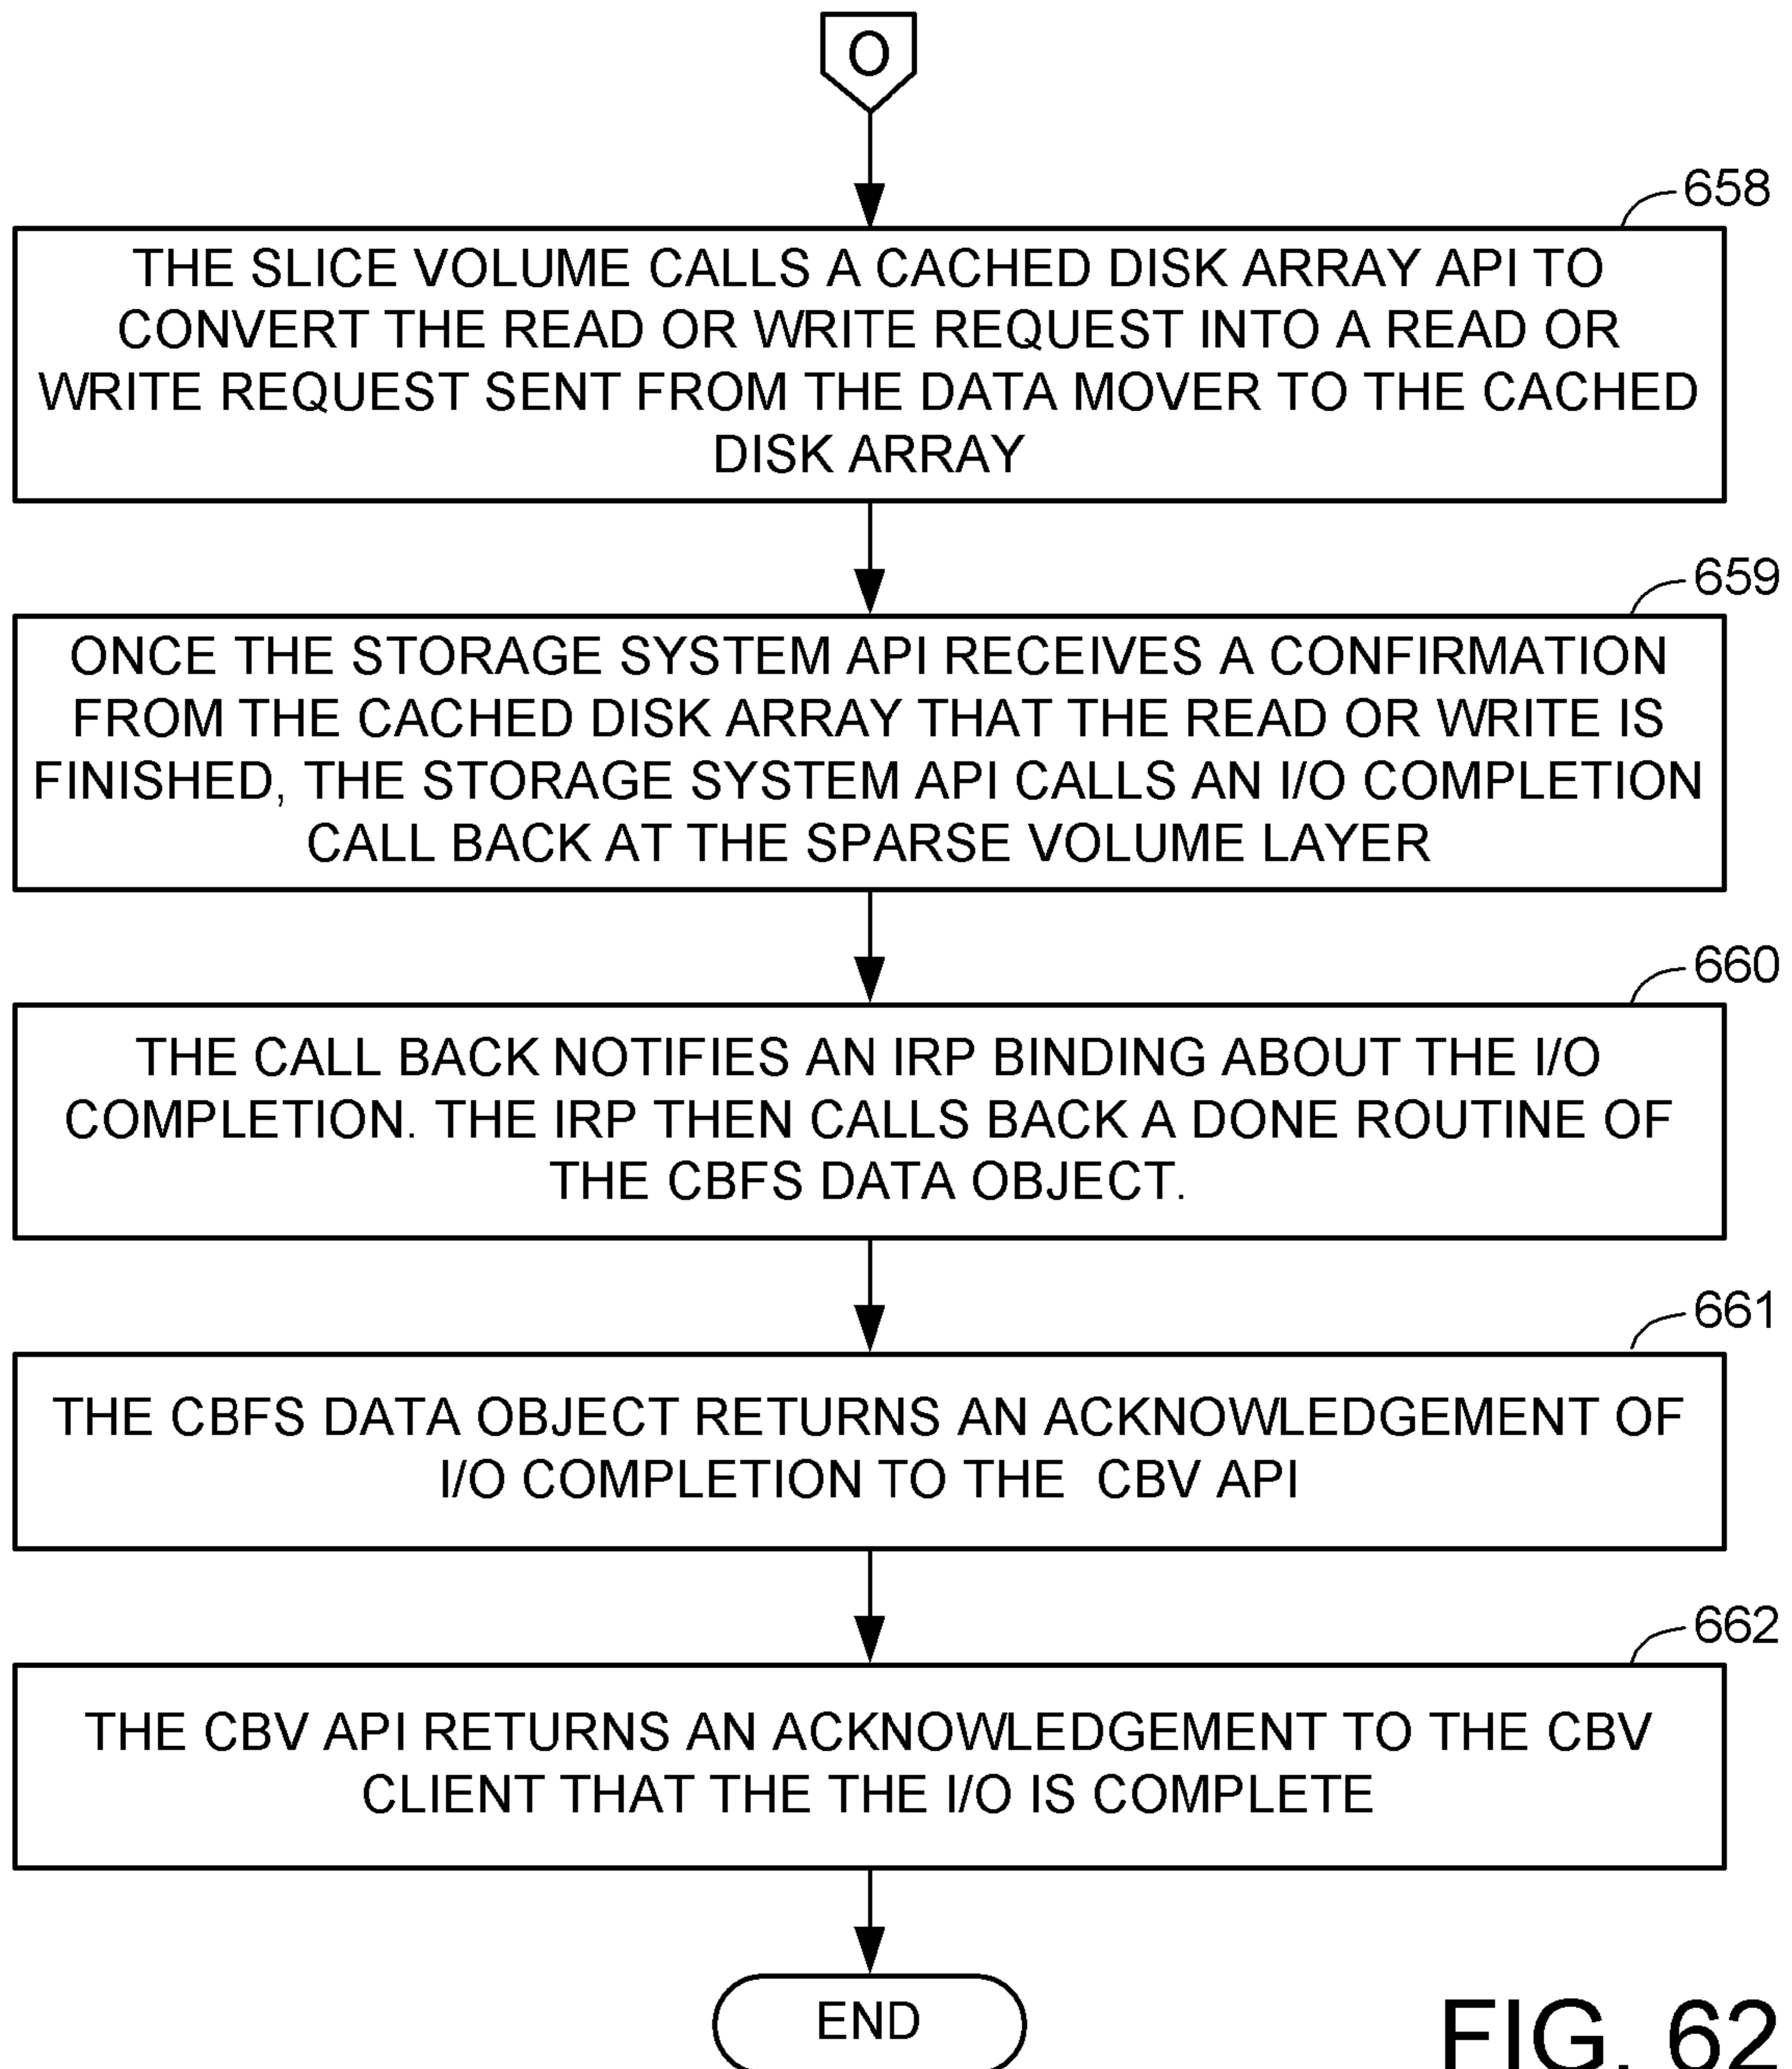 O
658
THE SLICE VOLUME CALLS A CACHED DISK ARRAY API TO
CONVERT THE READ OR WRITE REQUEST INTO A READ OR
WRITE REQUEST SENT FROM THE DATA MOVER TO THE CACHED
DISK ARRAY
659
ONCE THE STORAGE SYSTEM API RECEIVES A CONFIRMATION
FROM THE CACHED DISK ARRAY THAT THE READ OR WRITE IS
FINISHED, THE STORAGE SYSTEM API CALLS AN I/O COMPLETION
CALL BACK AT THE SPARSE VOLUME LAYER
660
THE CALL BACK NOTIFIES AN IRP BINDING ABOUT THE I/O
COMPLETION. THE IRP THEN CALLS BACK A DONE ROUTINE OF
THE CBFS DATA OBJECT.
661
THE CBFS DATA OBJECT RETURNS AN ACKNOWLEDGEMENT OF
I/O COMPLETION TO THE CBV API
662
THE CBV API RETURNS AN ACKNOWLEDGEMENT TO THE CBV
CLIENT THAT THE THE I/O IS COMPLETE
END
FIG. 62